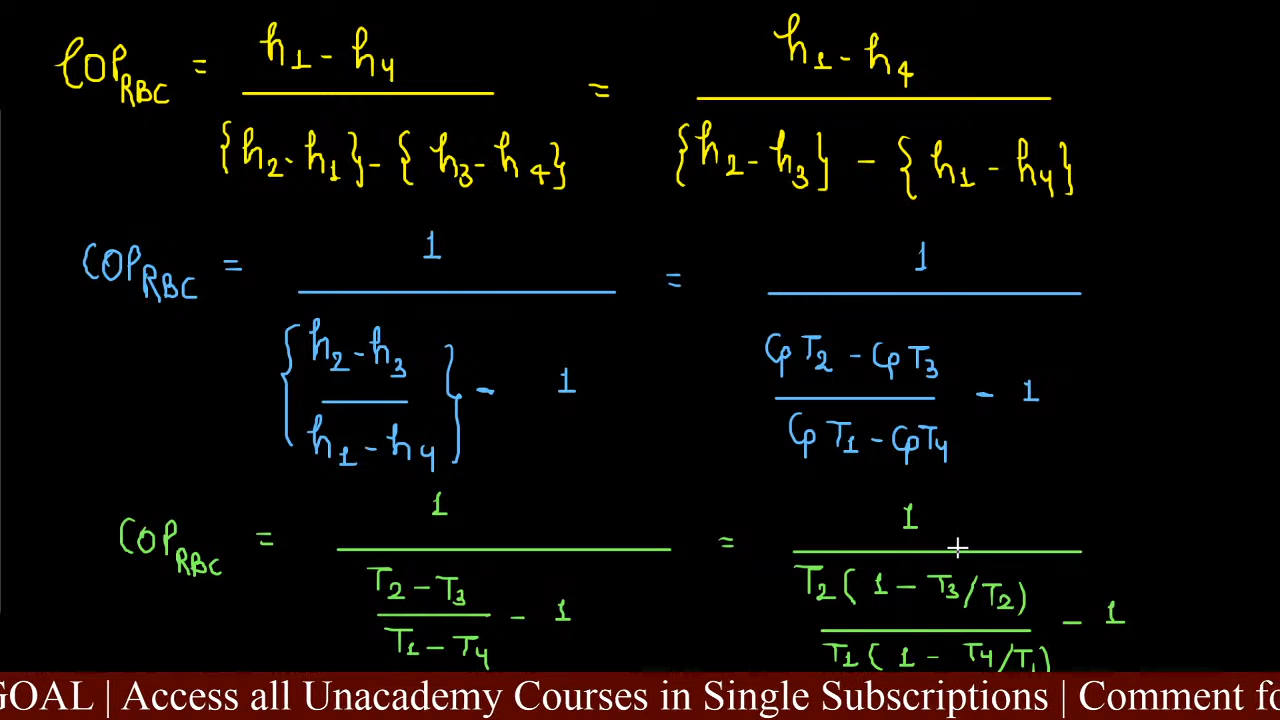 COP_RBC = (h1 - h4) / ({h2 - h1} - {h3 - h4}) = (h1 - h4) / ({h2 - h3} - {h1 - h4})
COP_RBC = 1 / ({(h2 - h3) / (h1 - h4)} - 1) = 1 / ((CpT2 - CpT3) / (CpT1 - CpT4) - 1)
COP_RBC = 1 / ((T2 - T3) / (T1 - T4) - 1) = 1 / (T2(1 - T3/T2) / T1(1 - T4/T1) - 1)
GOAL | Access all Unacademy Courses in Single Subscriptions | Comment fo